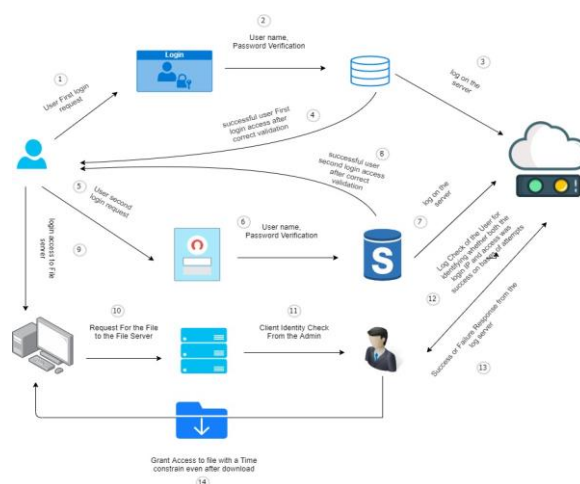 1
User First login
request
Login
2
User name,
Password Verification
3
log on the
server
4
successful user First
login access after
correct validation
5
User second
login request
6
User name,
Password Verification
S
7
log on the
server
8
successful user
second login access
after correct
validation
9
login access to File
server
10
Request For the File
to the File Server
11
Client Identity Check
From the Admin
12
Log Check of the User for
identifying whether both the
login IP and access was
success on basis of attempts
13
Success or Failure Response from the
log server
Grant Access to file with a Time
constrain even after download
14